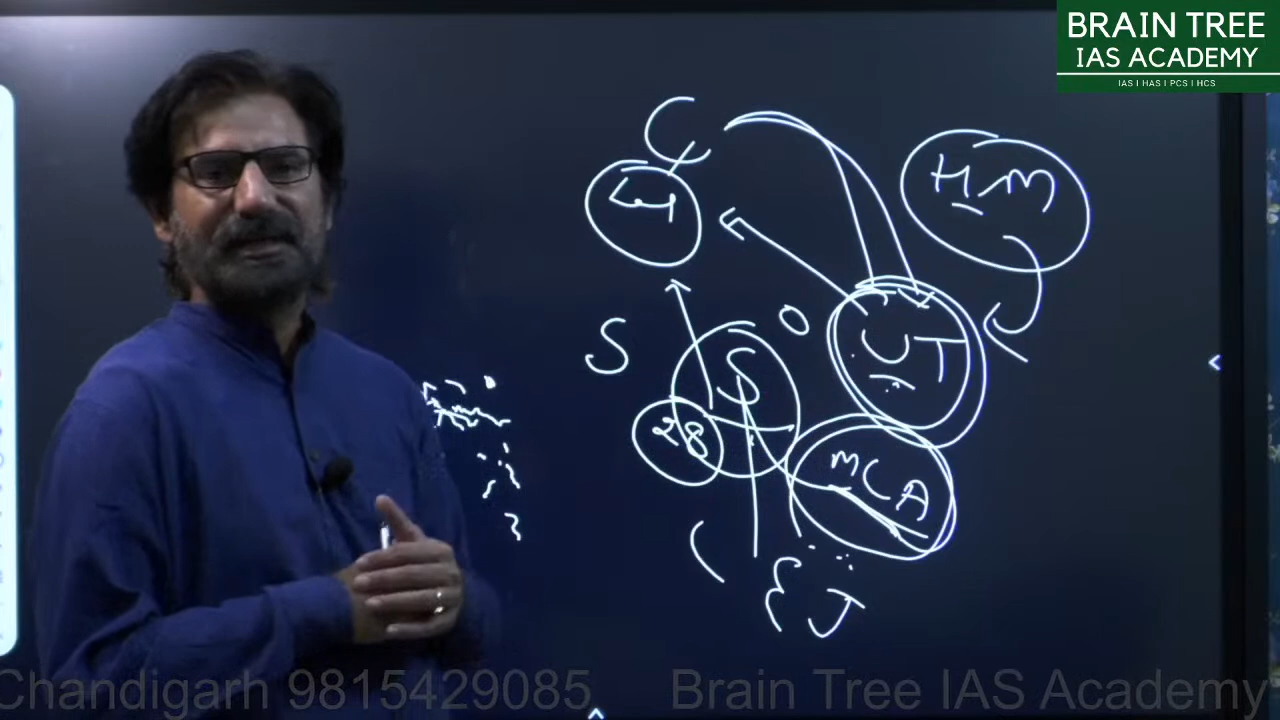 BRAIN TREE
IAS ACADEMY
IAS I HAS I PCS I HCS
C
HM
UT
S
O
S
28
MCA
J
Chandigarh 9815429085
Brain Tree IAS Academy